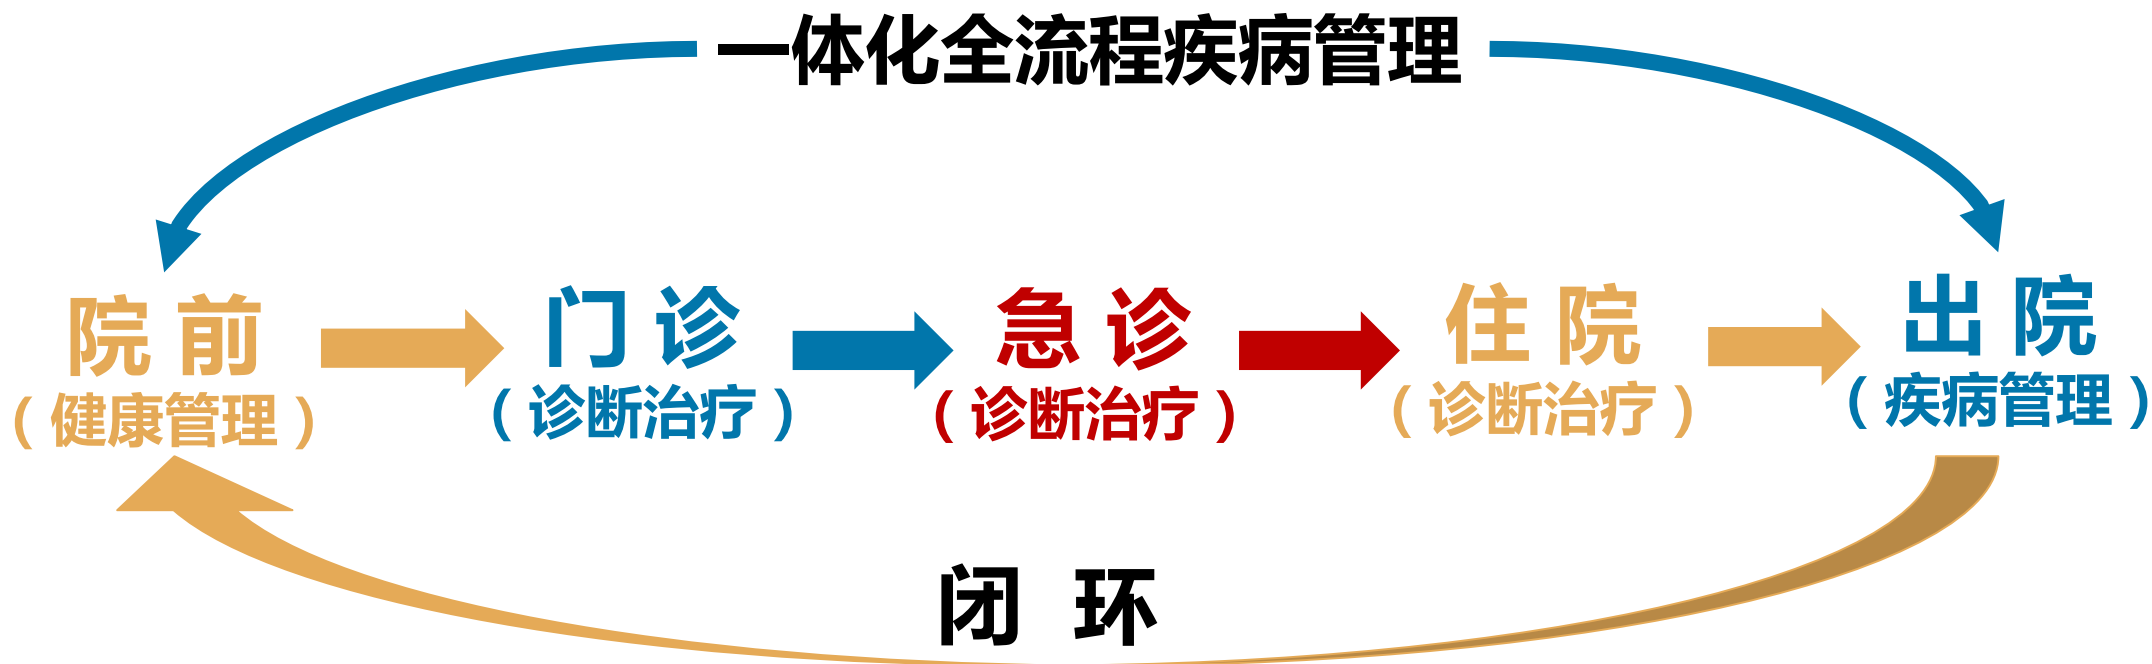 一体化全流程疾病管理
院前
（健康管理）
门诊
（诊断治疗）
急诊
（诊断治疗）
住院
（诊断治疗）
出院
（疾病管理）
闭 环